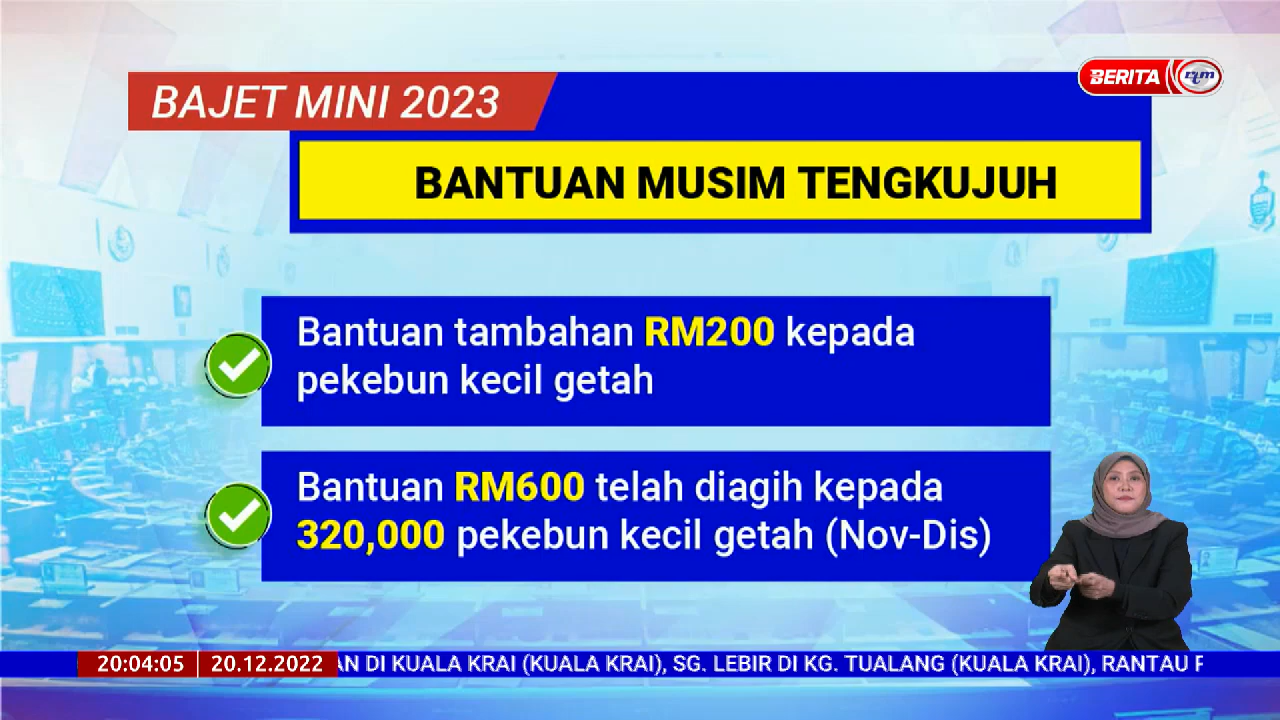 BAJET MINI 2023
BERITA rtm
BANTUAN MUSIM TENGKUJUH
Bantuan tambahan RM200 kepada
pekebun kecil getah
Bantuan RM600 telah diagih kepada
320,000 pekebun kecil getah (Nov-Dis)
20:04:05 20.12.2022 AN DI KUALA KRAI (KUALA KRAI), SG. LEBIR DI KG. TUALANG (KUALA KRAI), RANTAU